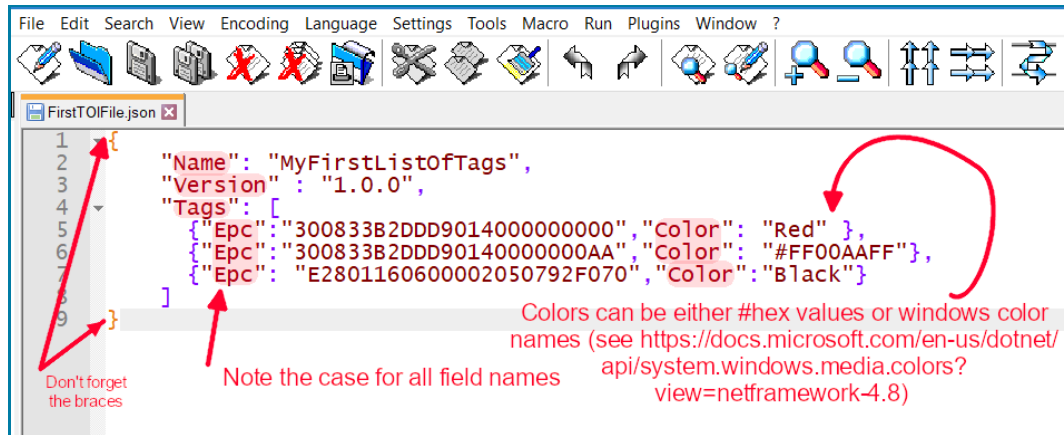 File Edit Search View Encoding Language Settings Tools Macro Run Plugins Window ?
FirstTOIFile.json
1 {
2 "Name": "MyFirstListOfTags",
3 "Version" : "1.0.0",
4 "Tags": [
5 {"Epc":"300833B2DDD9014000000000","Color": "Red" },
6 {"Epc": "300833B2DDD90140000000AA","Color": "#FF00AAFF"},
7 {"Epc": "E2801160600002050792F070","Color":"Black"}
8 ]
9 }
Don't forget
the braces
Note the case for all field names
Colors can be either #hex values or windows color
names (see https://docs.microsoft.com/en-us/dotnet/
api/system.windows.media.colors?
view=netframework-4.8)